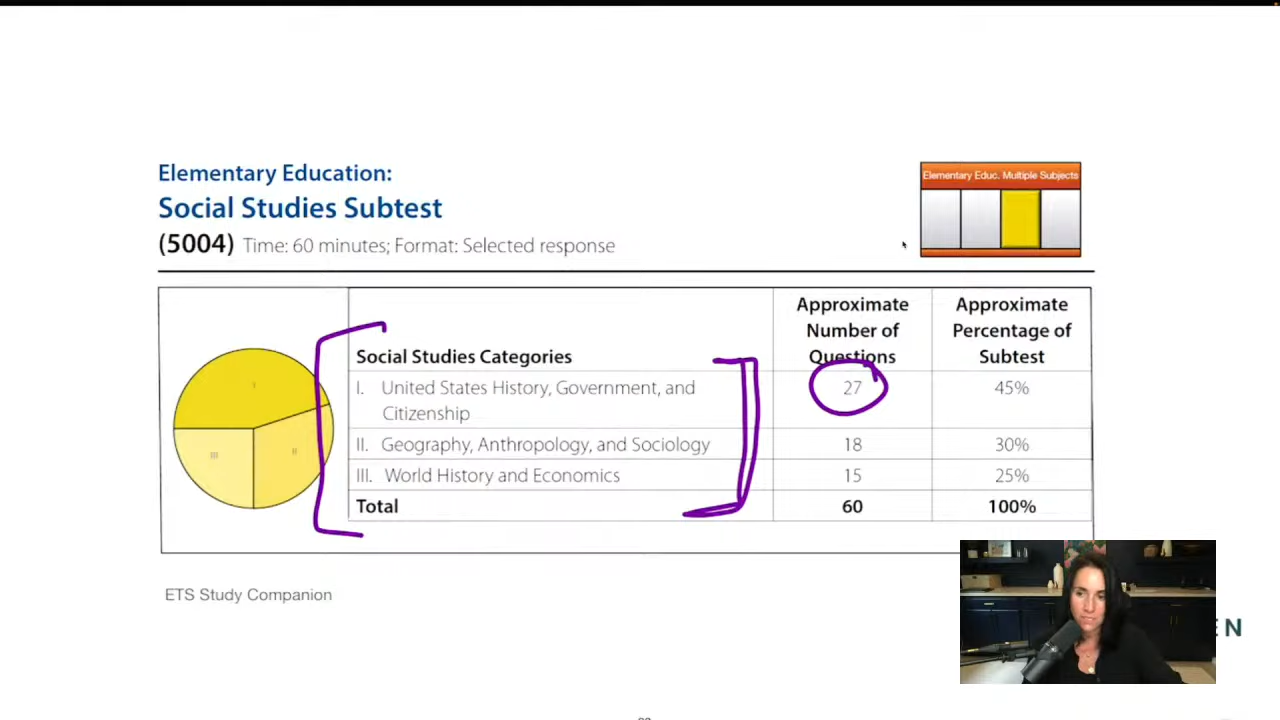 Elementary Education:
Social Studies Subtest
(5004) Time: 60 minutes; Format: Selected response
Elementary Educ. Multiple Subjects
Social Studies Categories
Approximate
Number of
Questions
Approximate
Percentage of
Subtest
I. United States History, Government, and
Citizenship
27
45%
II. Geography, Anthropology, and Sociology
18
30%
III. World History and Economics
15
25%
Total
60
100%
I
II
III
ETS Study Companion